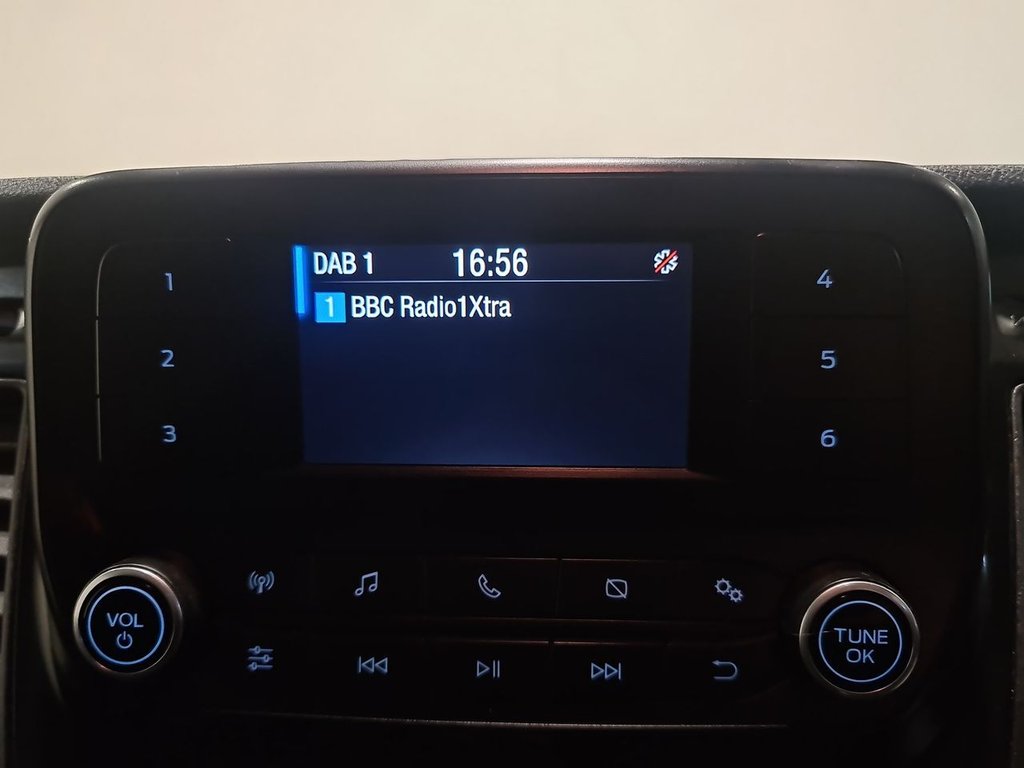 DAB 1 16:56
1 BBC Radio1Xtra
1
2
3
4
5
6
VOL
TUNE
OK